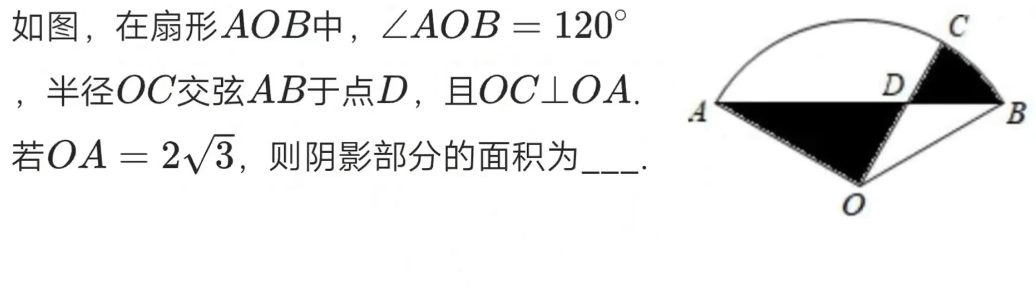 如图，在扇形AOB中，∠AOB = 120°
，半径OC交弦AB于点D，且OC⊥OA.
若OA = 2√3，则阴影部分的面积为___.
C
D
A
B
O